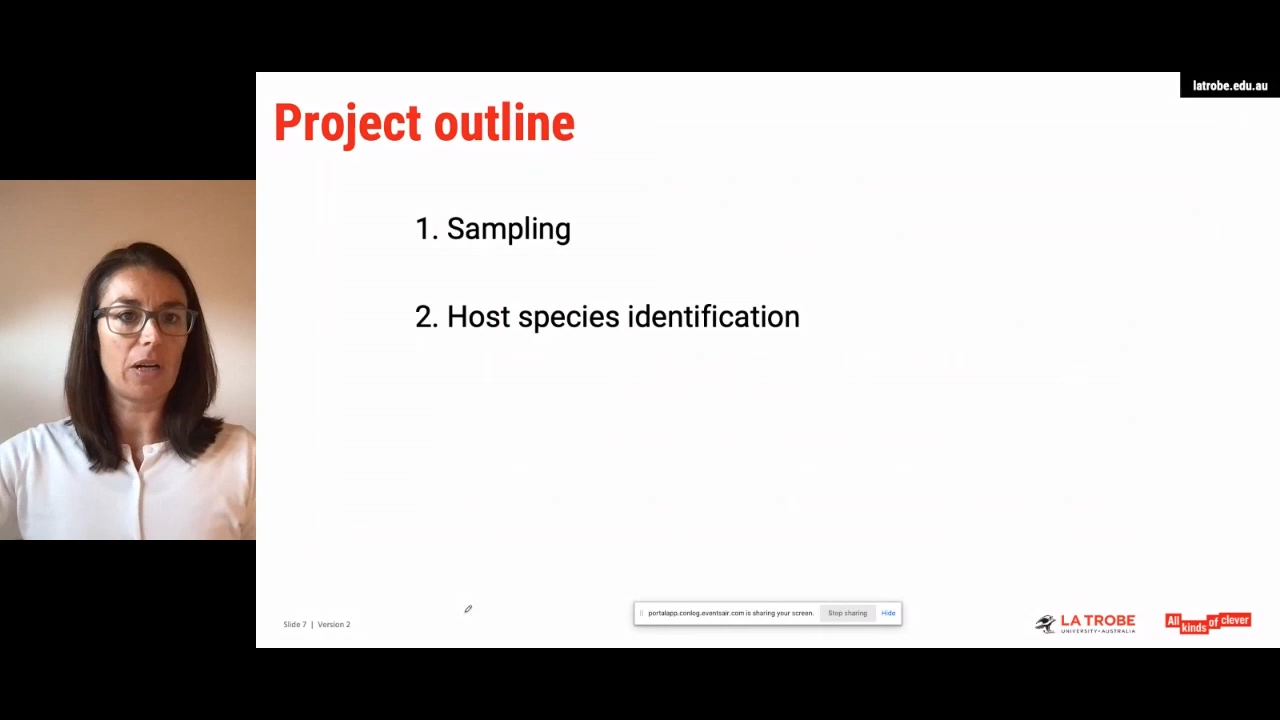 latrobe.edu.au
Project outline
1. Sampling
2. Host species identification
portalapp.conlog.eventsair.com is sharing your screen. Stop sharing Hide
Slide 7 | Version 2
LA TROBE
UNIVERSITY • AUSTRALIA
All kinds of clever